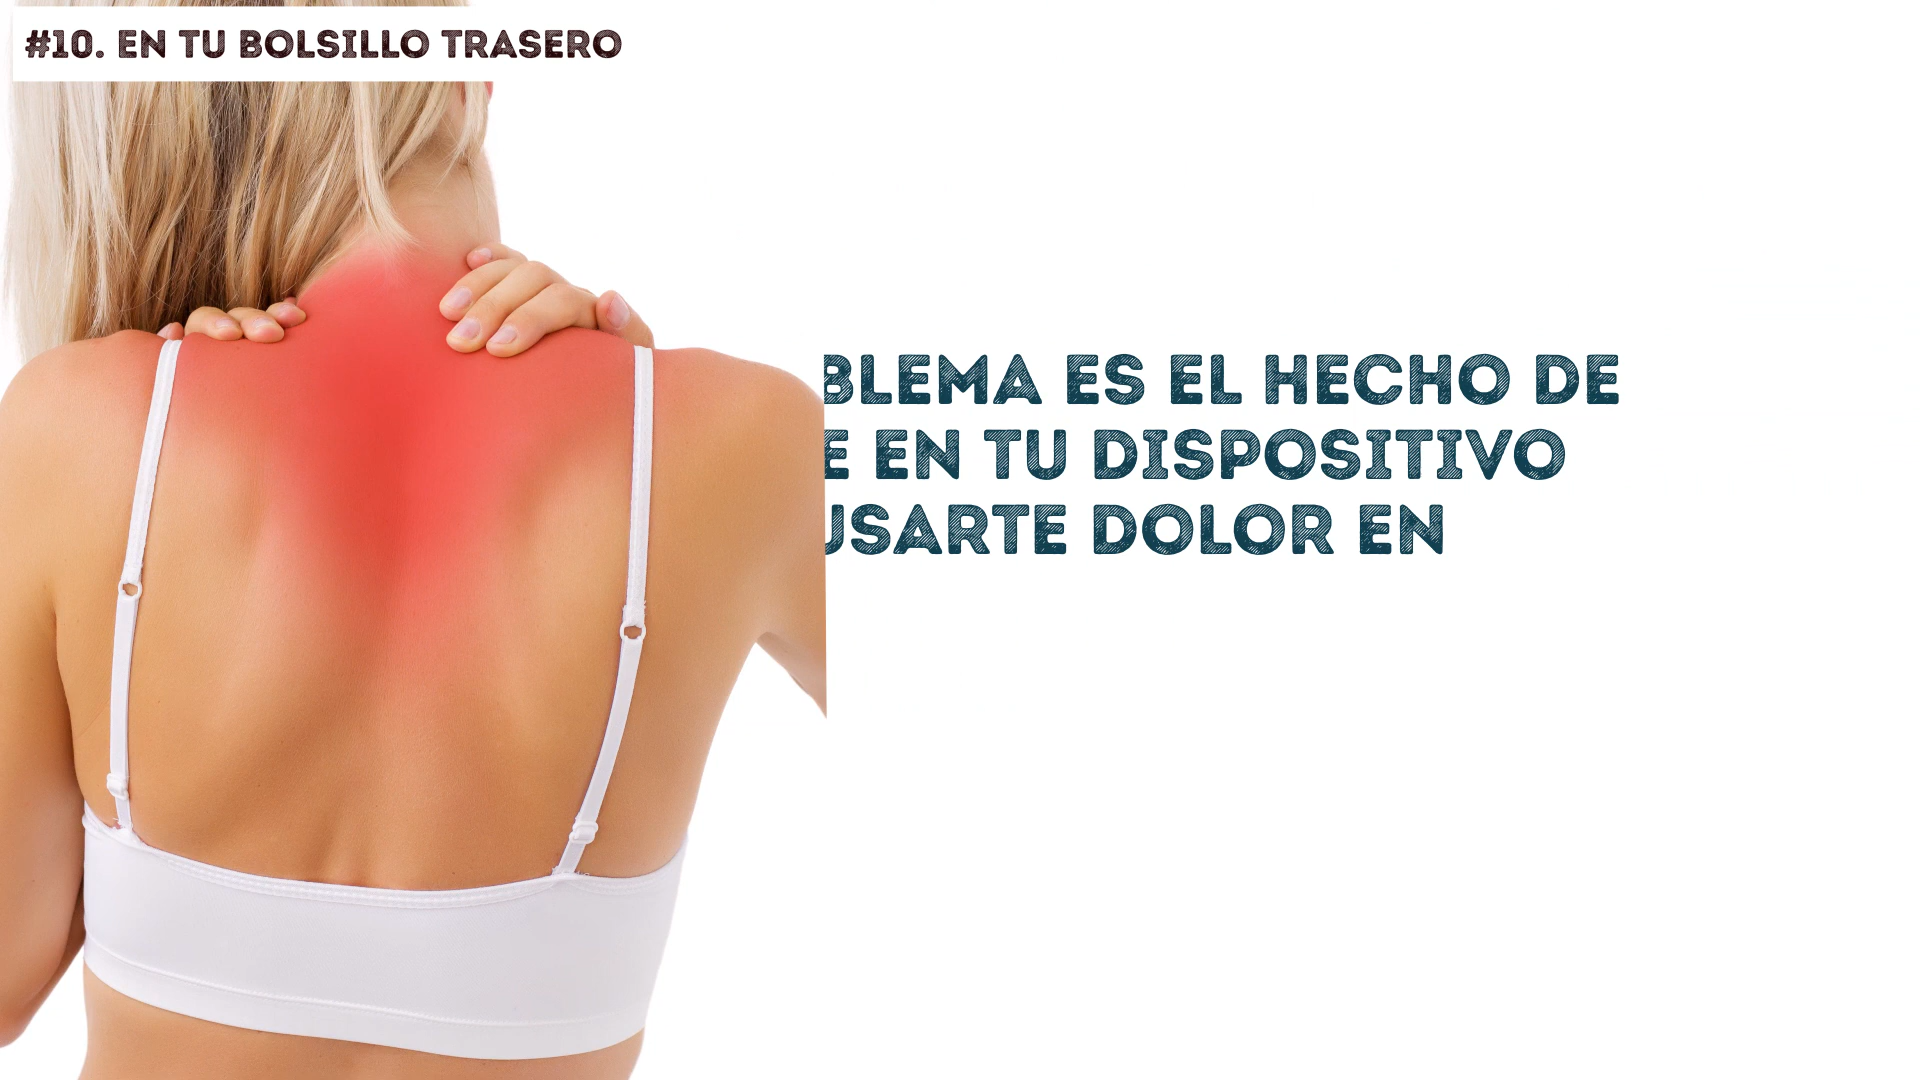 #10. EN TU BOLSILLO TRASERO
BLEMA ES EL HECHO DE
E EN TU DISPOSITIVO
USARTE DOLOR EN